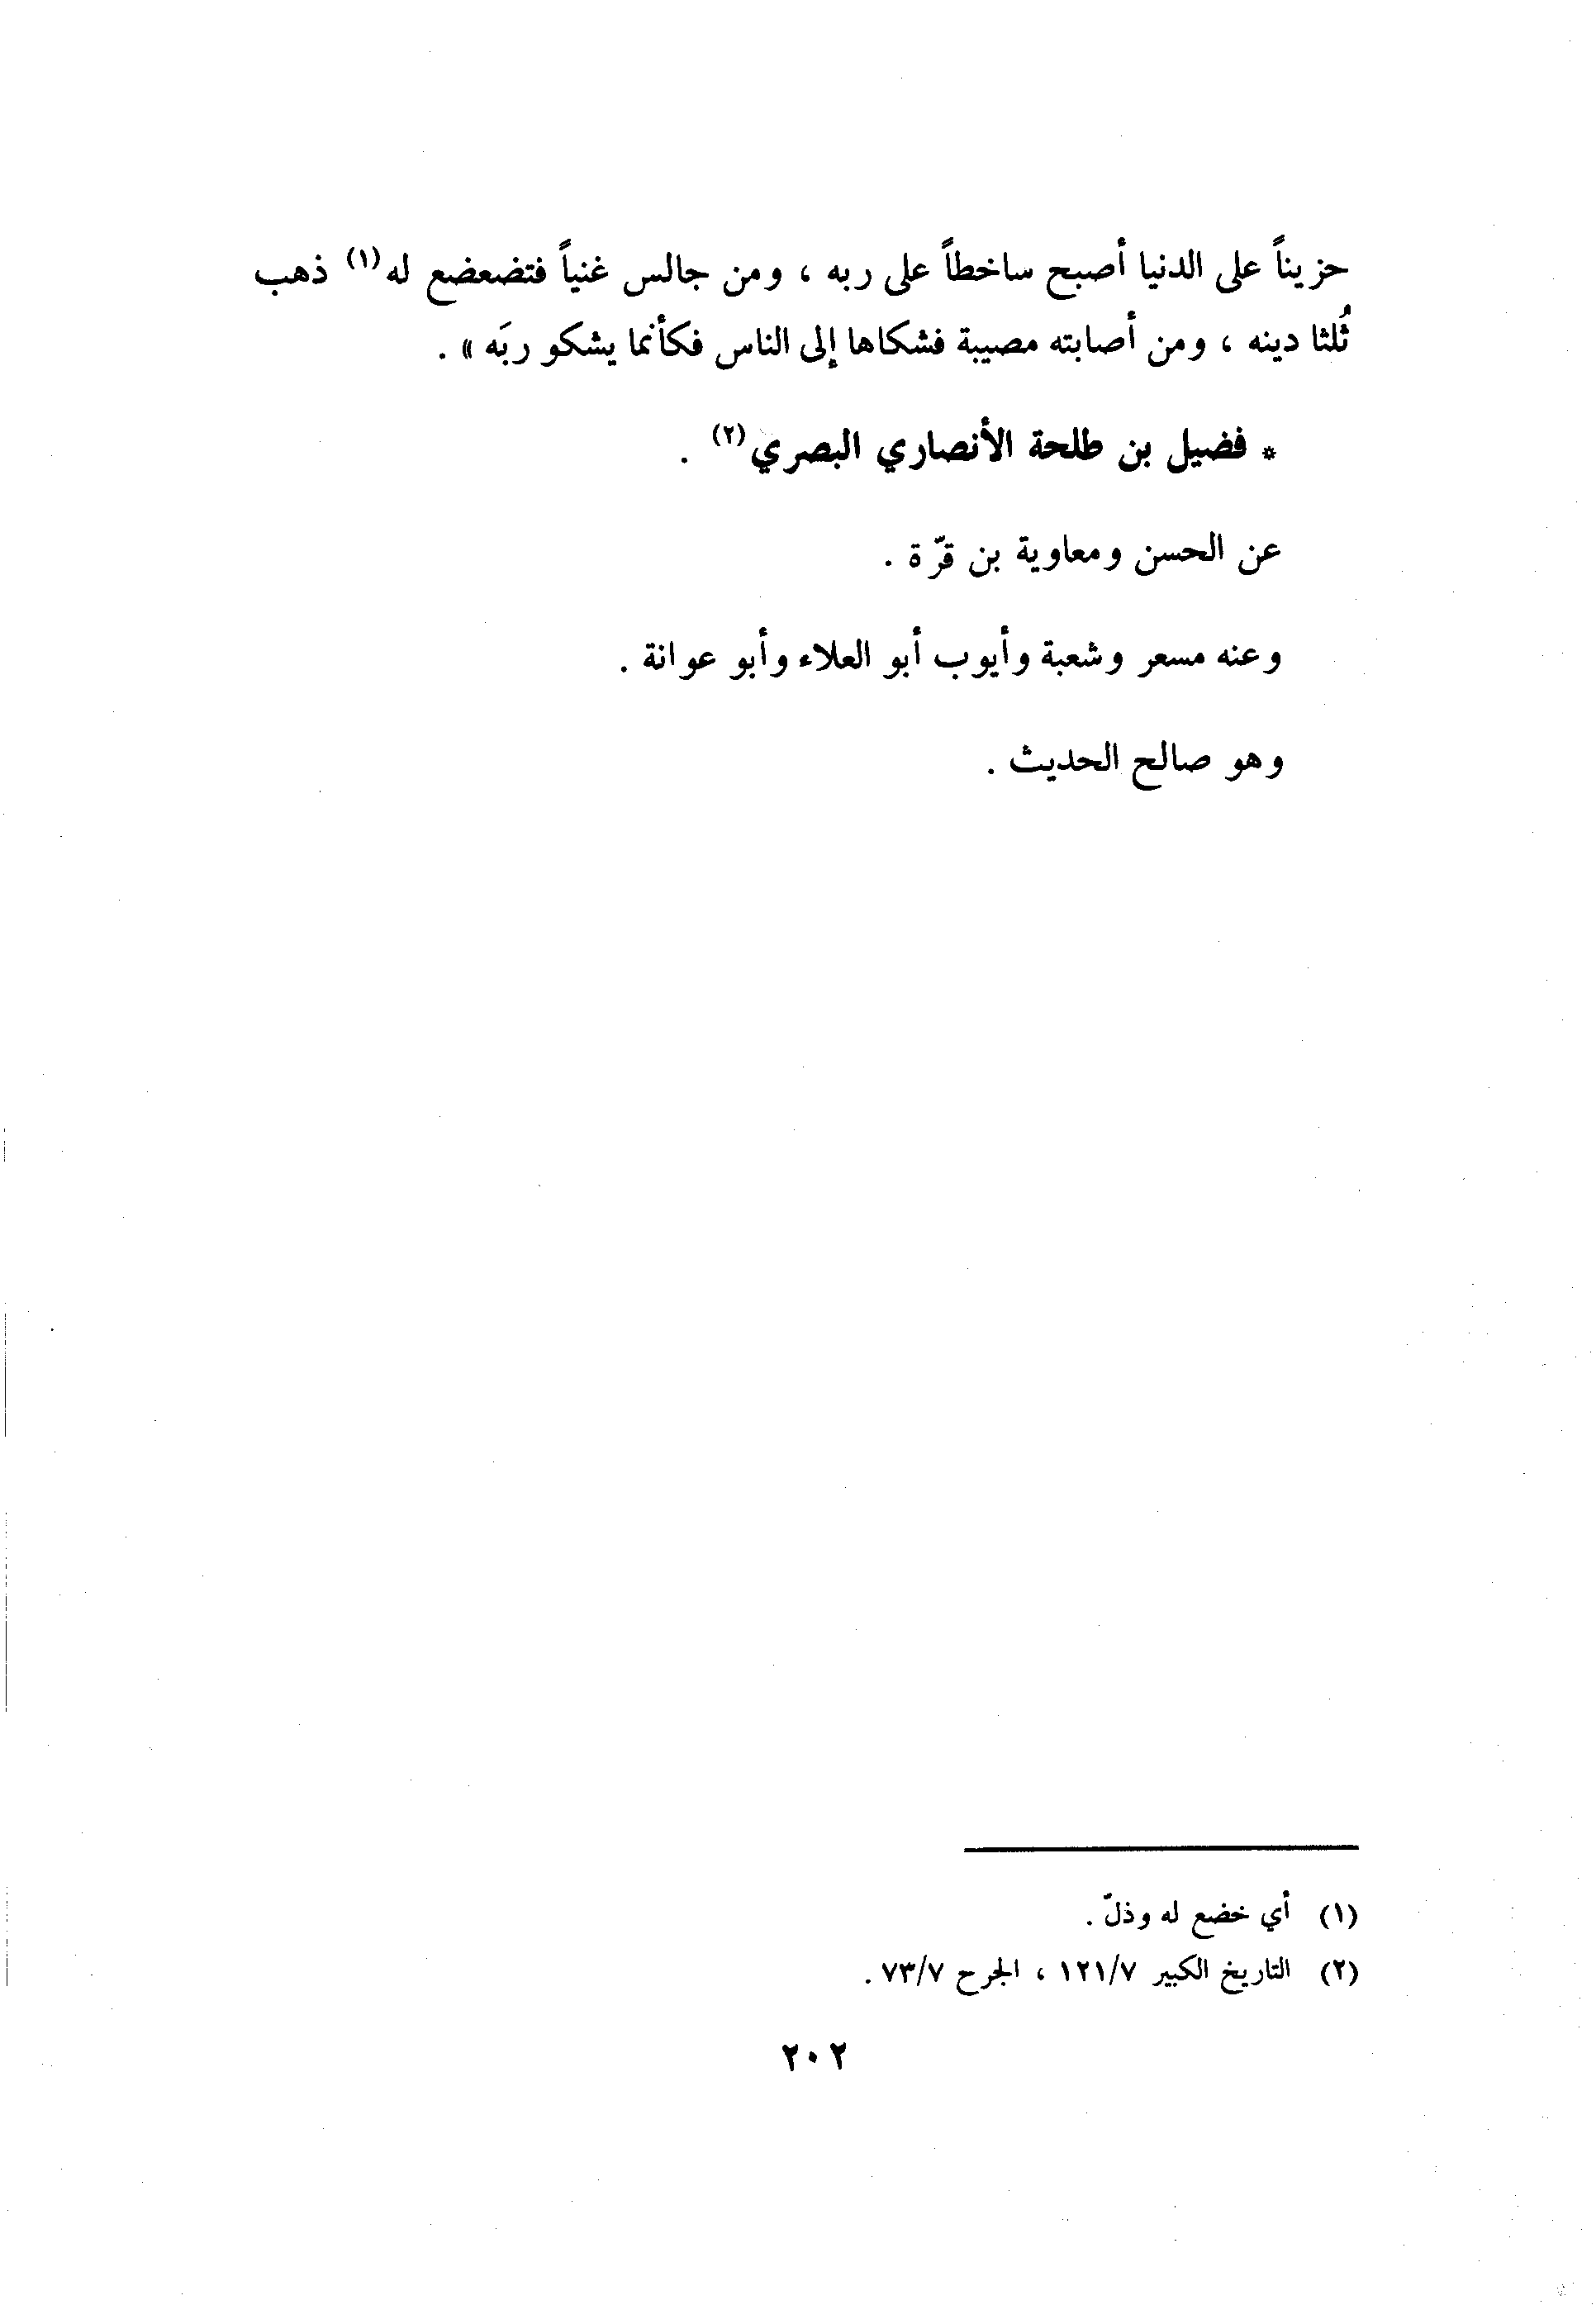 حزيناً على الدنيا أصبح ساخطاً على ربه ، ومن جالس غنياً فتضعضع له(١) ذهب
ثُلثا دينه ، ومن أصابته مصيبة فشكاها إلى الناس فكأنما يشكو ربَه » .
* فضيل بن طلحة الأنصاري البصري(٢) .
عن الحسن ومعاوية بن قرّة .
وعنه مسعر وشعبة وأيوب أبو العلاء وأبو عوانة .
وهو صالح الحديث .
(١) أي خضع له وذلّ .
(٢) التاريخ الكبير ١٢١/٧ ، الجرح ٧٣/٧ .
٢٠٢